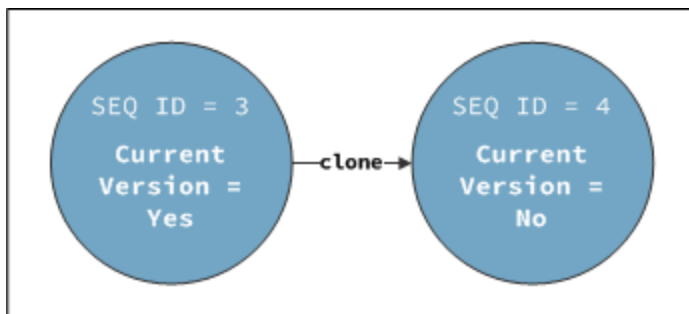 SEQ ID = 3
Current
Version =
Yes
clone
SEQ ID = 4
Current
Version =
No